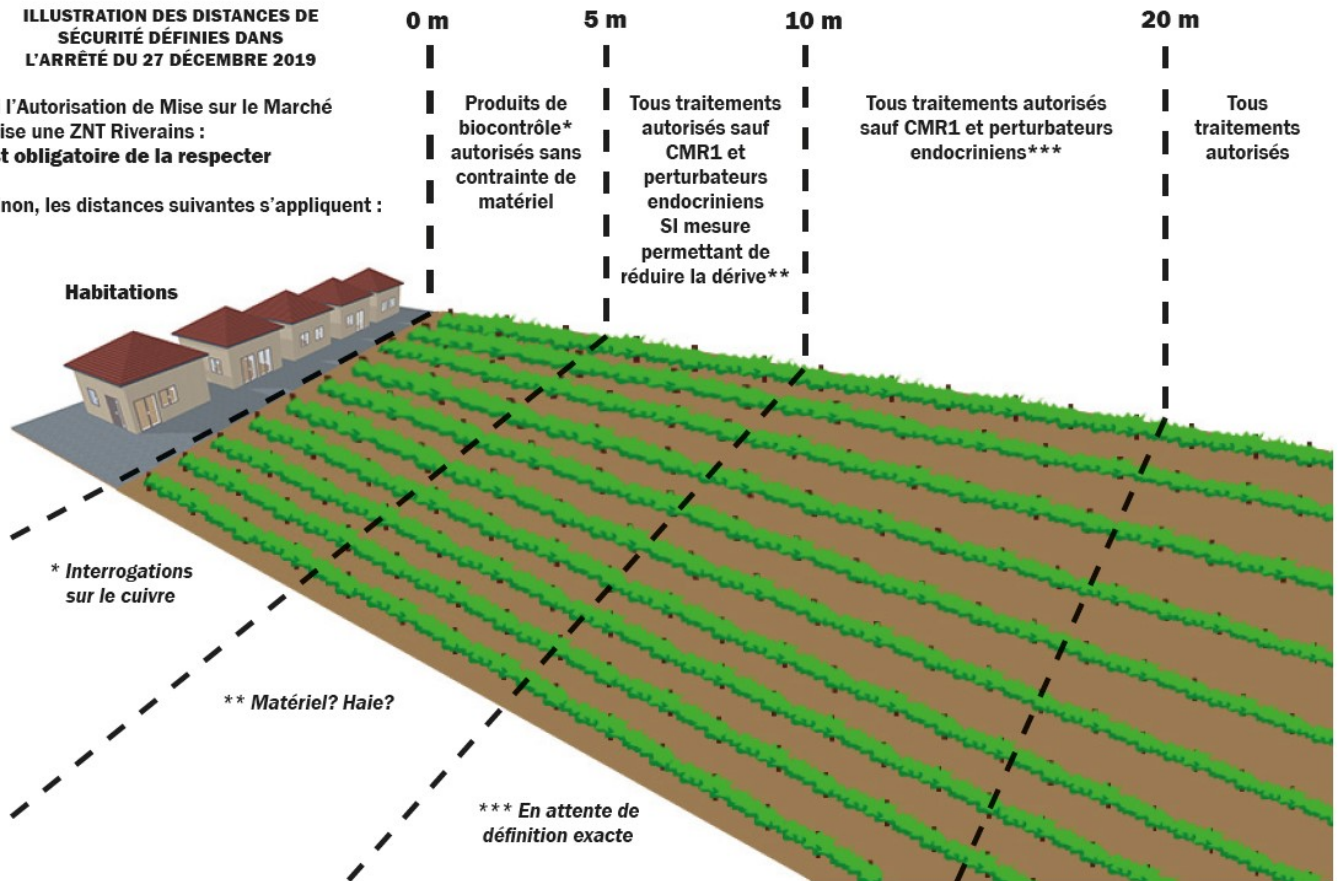 ILLUSTRATION DES DISTANCES DE
SÉCURITÉ DÉFINIES DANS
L'ARRÊTÉ DU 27 DÉCEMBRE 2019
l'Autorisation de Mise sur le Marché
une ZNT Riverains :
obligatoire de la respecter
les distances suivantes s'appliquent :
0 m
5 m
10 m
20 m
Produits de
biocontrôle*
autorisés sans
contrainte de
matériel
Tous traitements
autorisés sauf
CMR1 et
perturbateurs
endocriniens
SI mesure
permettant de
réduire la dérive**
Tous traitements autorisés
sauf CMR1 et perturbateurs
endocriniens***
Tous
traitements
autorisés
Habitations
* Interrogations
sur le cuivre
** Matériel? Haie?
*** En attente de
définition exacte